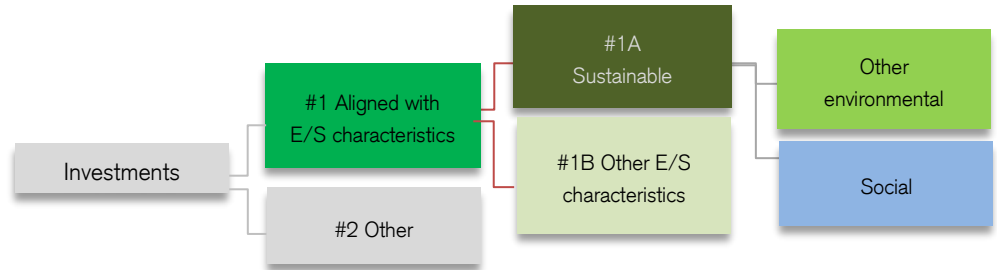 Investments
#1 Aligned with
E/S characteristics
#2 Other
#1A
Sustainable
#1B Other E/S
characteristics
Other
environmental
Social